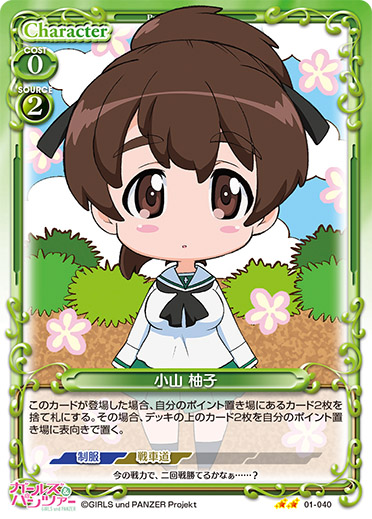 Character
COST
0
SOURCE
2
小山 柚子
このカードが登場した場合、自分のポイント置き場にあるカード2枚を
捨て札にする。その場合、デッキの上のカード2枚を自分のポイント置
き場に表向きで置く。
制服 戦車道
今の戦力で、二回戦勝てるかなぁ……？
ガールズ&パンツァー
GIRLS und PANZER
©GIRLS und PANZER Projekt
01-040